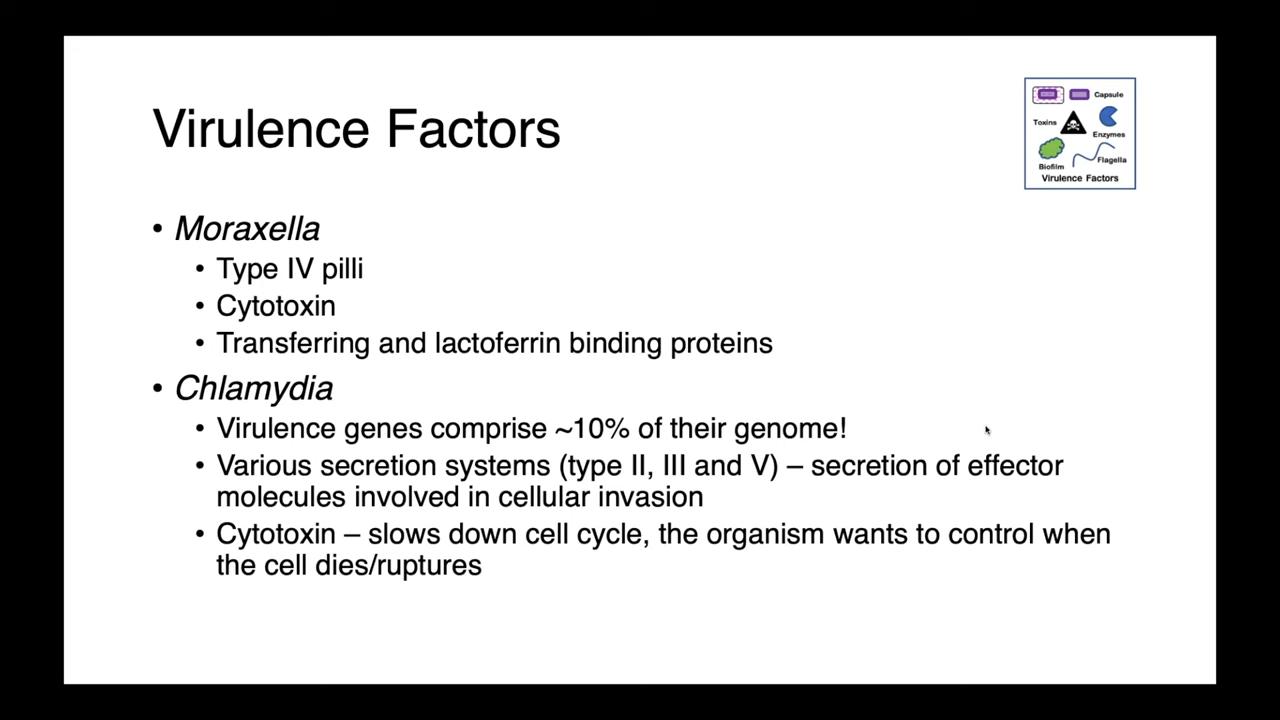 Virulence Factors
Capsule
Toxins
Enzymes
Biofilm
Flagella
Virulence Factors
• Moraxella
• Type IV pilli
• Cytotoxin
• Transferring and lactoferrin binding proteins
• Chlamydia
• Virulence genes comprise ~10% of their genome!
• Various secretion systems (type II, III and V) – secretion of effector
molecules involved in cellular invasion
• Cytotoxin – slows down cell cycle, the organism wants to control when
the cell dies/ruptures